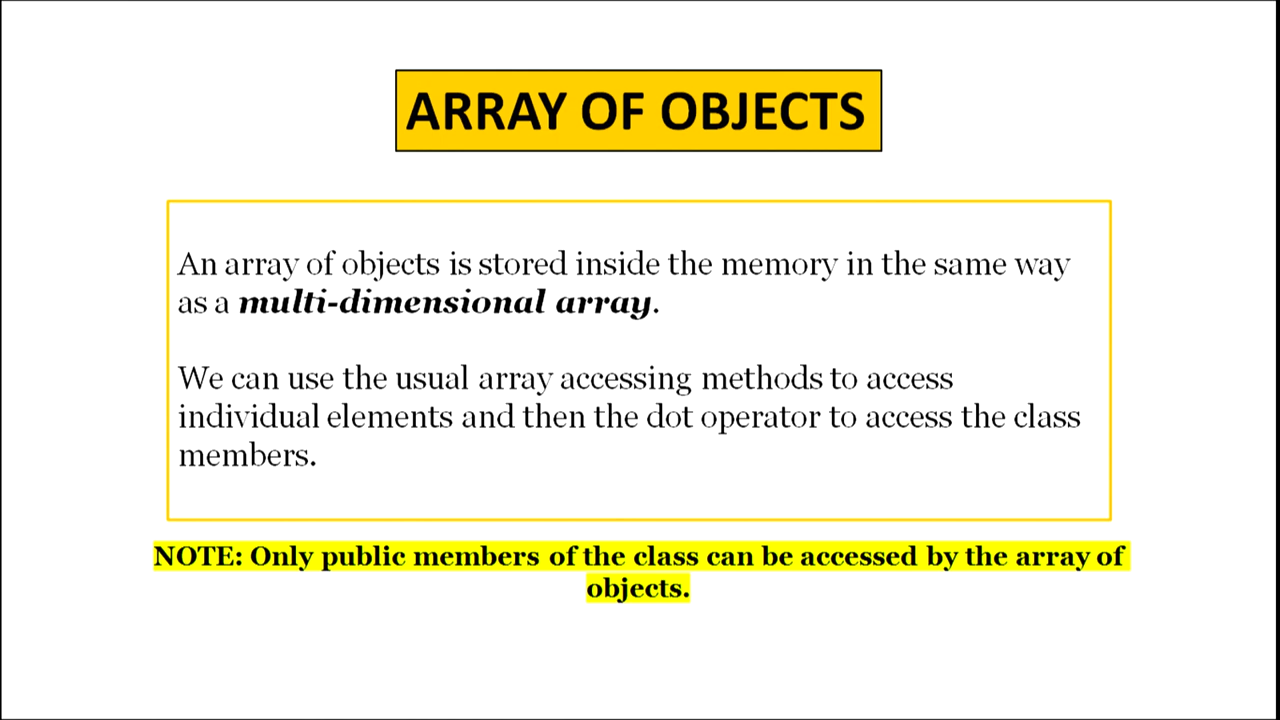 ARRAY OF OBJECTS
An array of objects is stored inside the memory in the same way
as a multi-dimensional array.
We can use the usual array accessing methods to access
individual elements and then the dot operator to access the class
members.
NOTE: Only public members of the class can be accessed by the array of
objects.